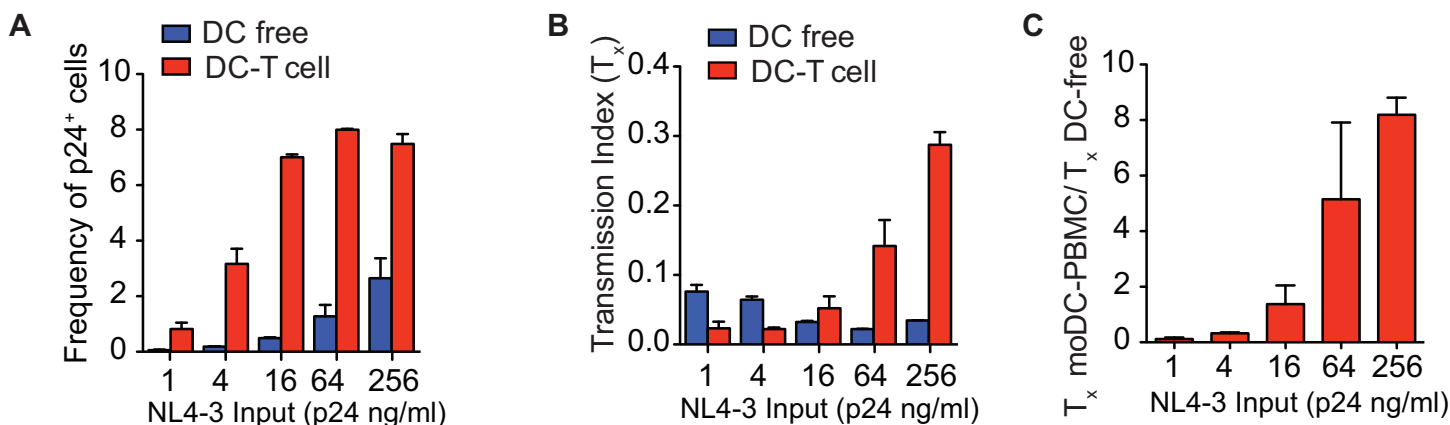 A
DC free
DC-T cell
Frequency of p24⁺ cells
10
8
6
4
2
0
1 4 16 64 256
NL4-3 Input (p24 ng/ml)
B
DC free
DC-T cell
Transmission Index (Tₓ)
0.4
0.3
0.2
0.1
0.0
1 4 16 64 256
NL4-3 Input (p24 ng/ml)
C
Tₓ moDC-PBMC/ Tₓ DC-free
10
8
6
4
2
0
1 4 16 64 256
NL4-3 Input (p24 ng/ml)